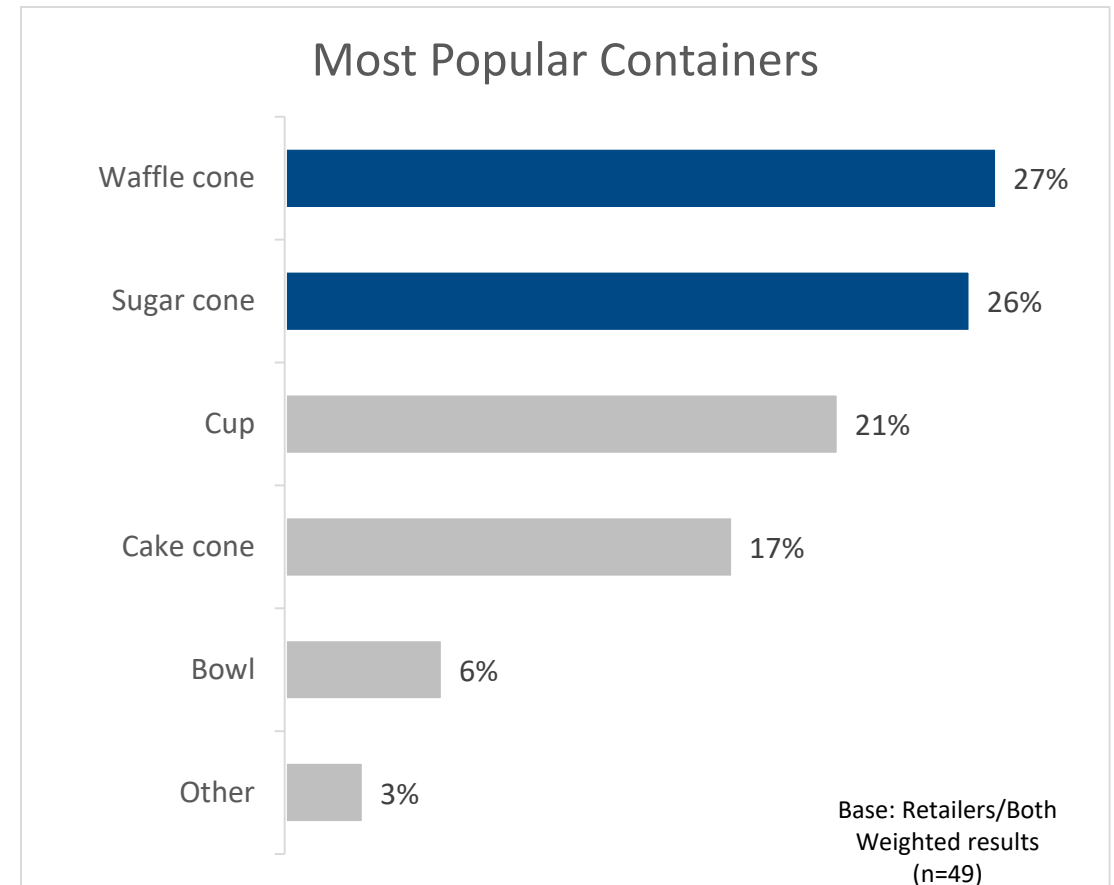 Most Popular Containers
Waffle cone
27%
Sugar cone
26%
Cup
21%
Cake cone
17%
Bowl
6%
Other
3%
Base: Retailers/Both
Weighted results
(n=49)